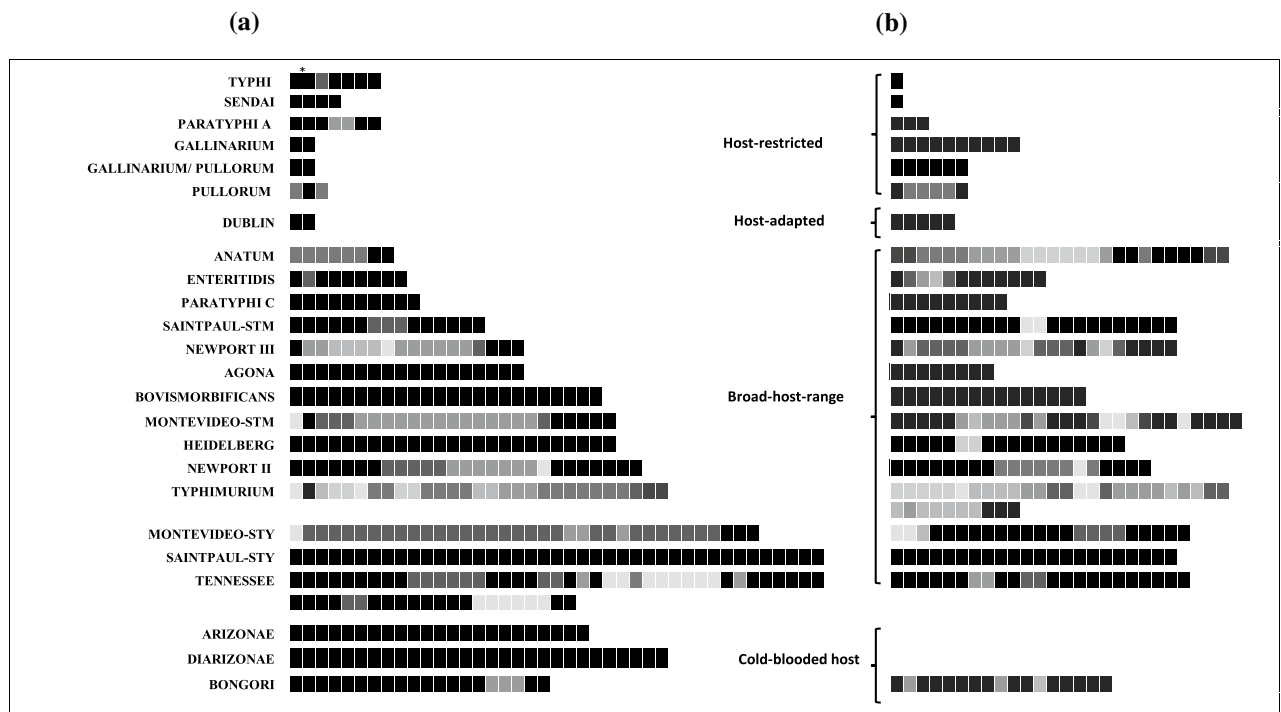 (a) (b)
*
TYPHI
SENDAI
PARATYPHI A
GALLINARIUM Host-restricted
GALLINARIUM/ PULLORUM
PULLORUM
DUBLIN Host-adapted
ANATUM
ENTERITIDIS
PARATYPHI C
SAINTPAUL-STM
NEWPORT III
AGONA
BOVISMORBIFICANS Broad-host-range
MONTEVIDEO-STM
HEIDELBERG
NEWPORT II
TYPHIMURIUM
MONTEVIDEO-STY
SAINTPAUL-STY
TENNESSEE
ARIZONAE
DIARIZONAE Cold-blooded host
BONGORI